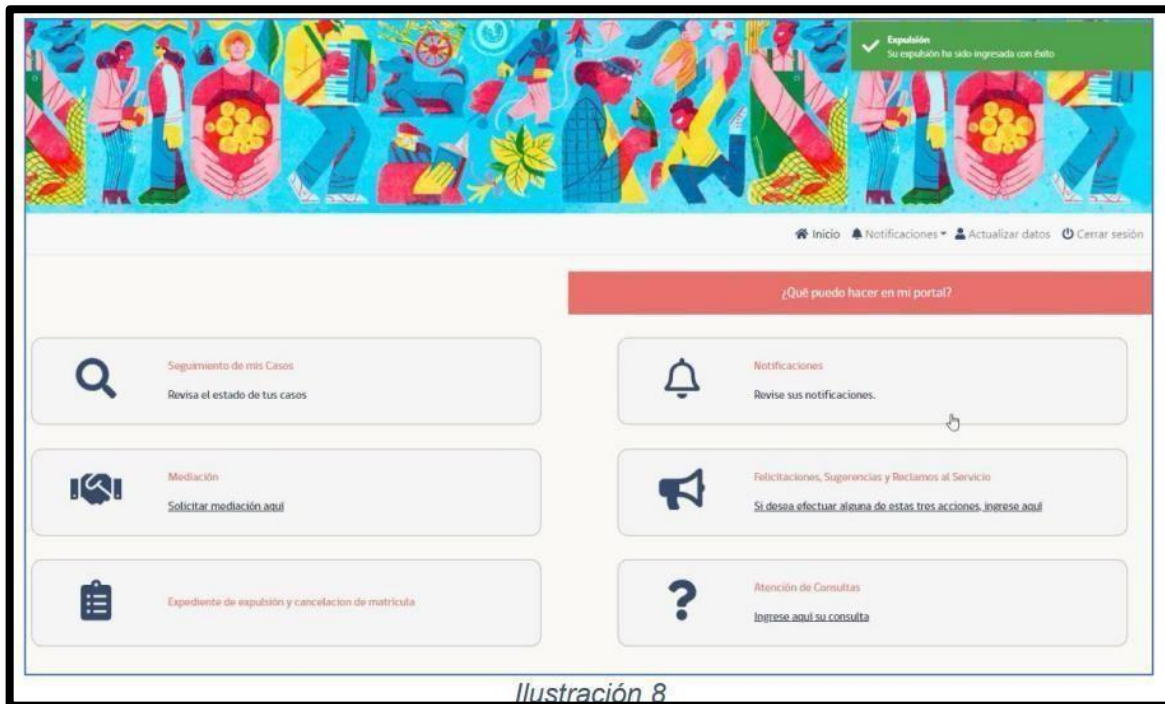 Expulsión
Su expulsión ha sido ingresada con éxito
Inicio Notificaciones Actualizar datos Cerrar sesión
¿Qué puedo hacer en mi portal?
Seguimiento de mis Casos
Revisa el estado de tus casos
Notificaciones
Revise sus notificaciones.
Mediación
Solicitar mediación aquí
Felicitaciones, Sugerencias y Reclamos al Servicio
Si desea efectuar alguna de estas tres acciones, ingrese aquí
Expediente de expulsión y cancelacion de matrícula
Atención de Consultas
Ingrese aquí su consulta
Ilustración 8